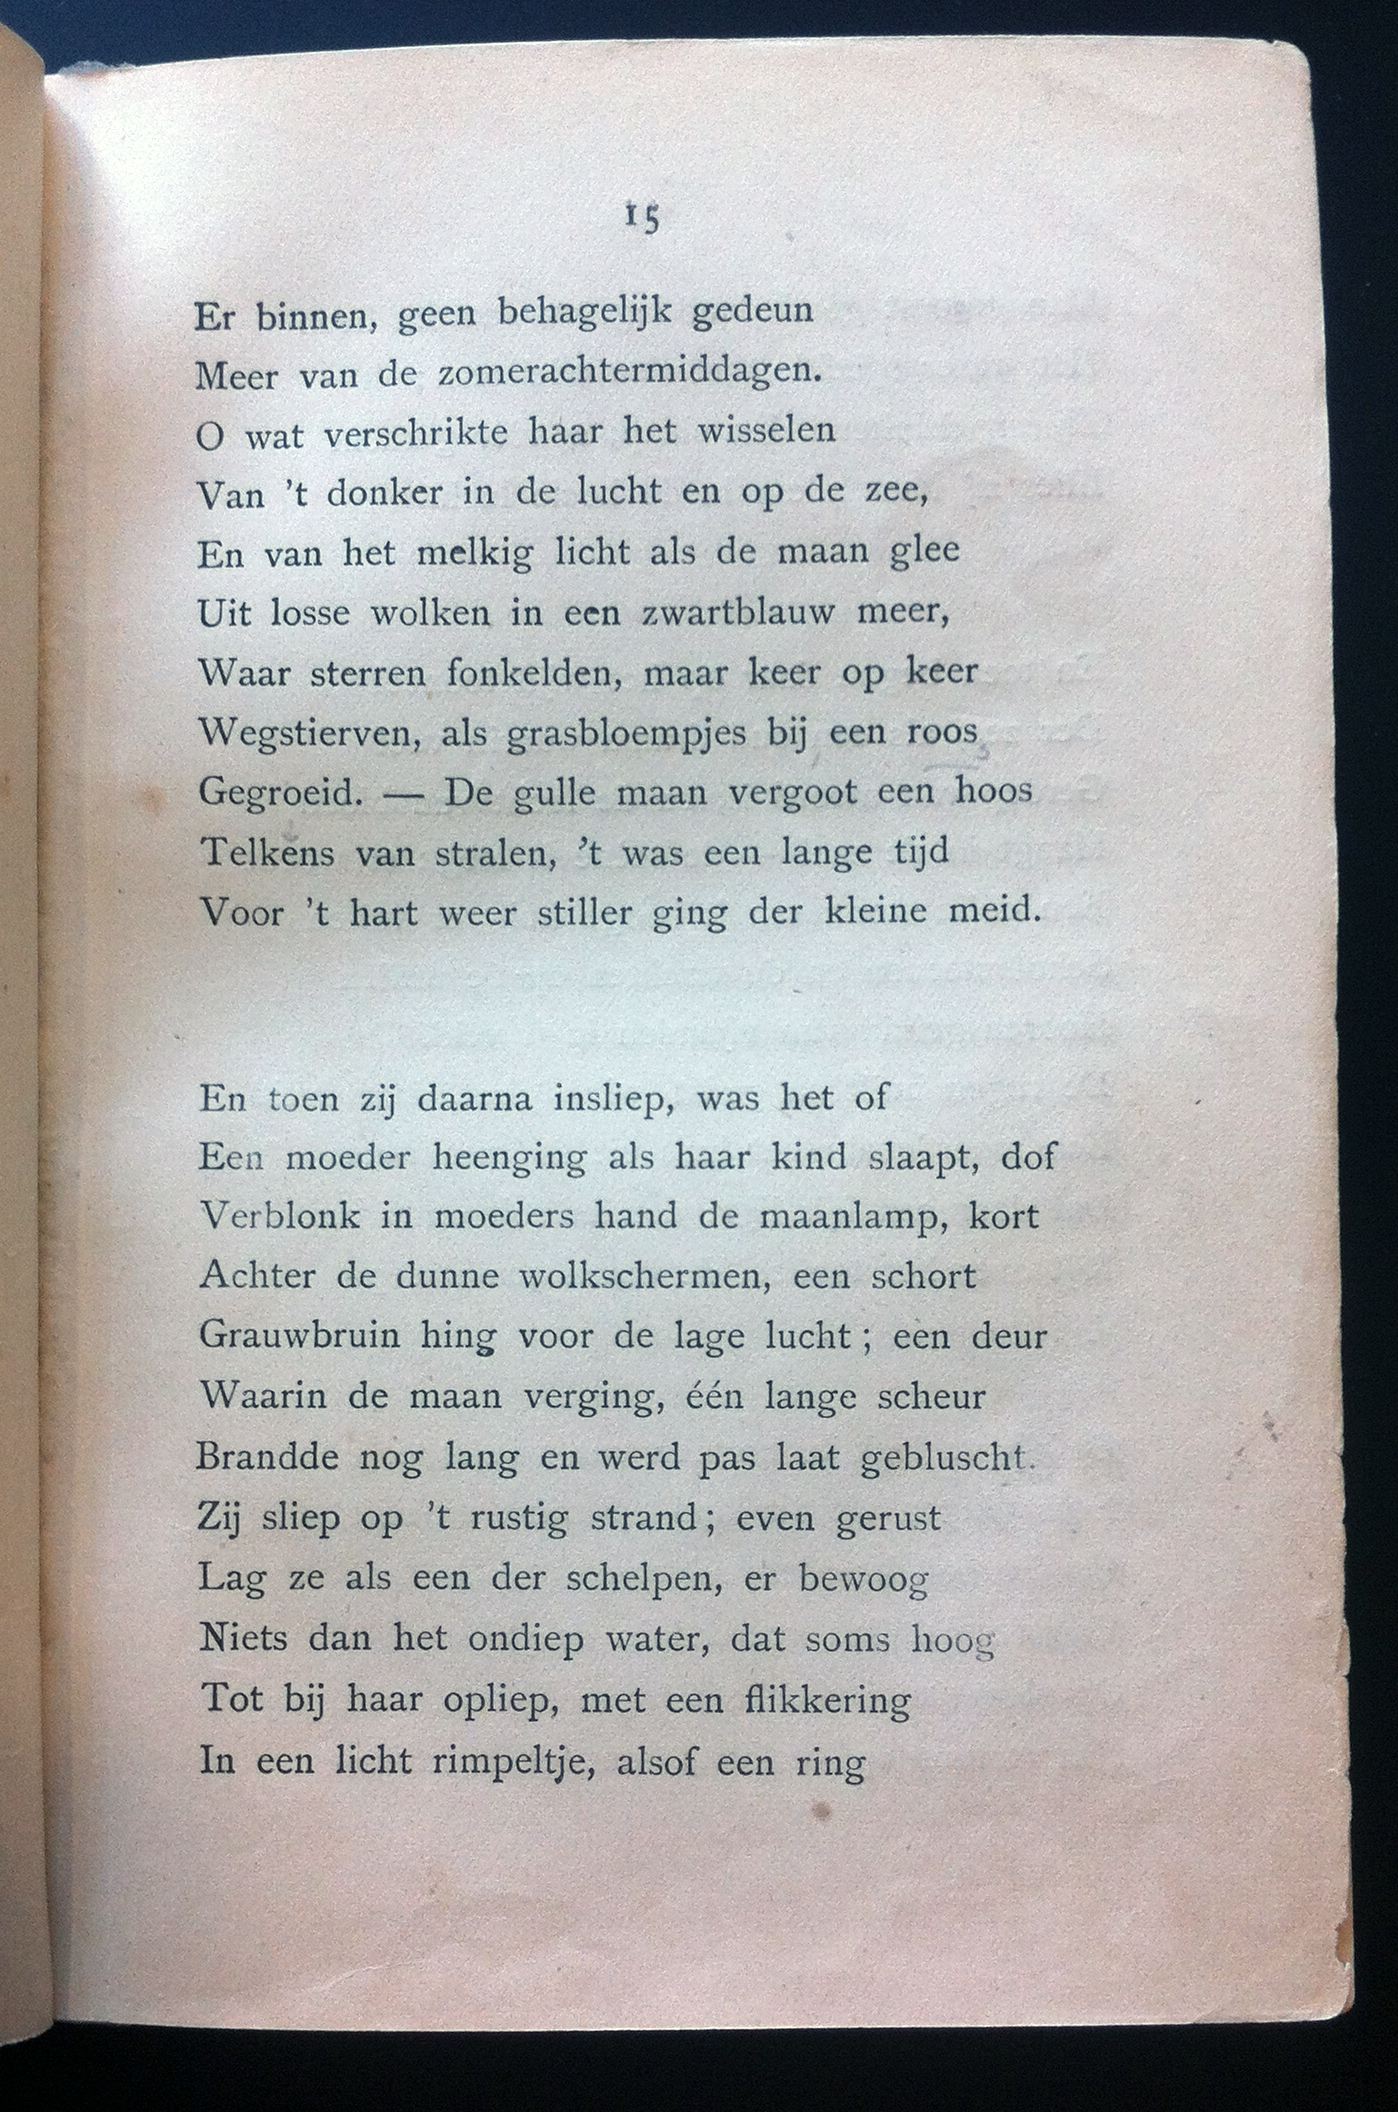 15
Er binnen, geen behagelijk gedeun
Meer van de zomerachtermiddagen.
O wat verschrikte haar het wisselen
Van 't donker in de lucht en op de zee,
En van het melkig licht als de maan glee
Uit losse wolken in een zwartblauw meer,
Waar sterren fonkelden, maar keer op keer
Wegstierven, als grasbloempjes bij een roos
Gegroeid. — De gulle maan vergoot een hoos
Telkens van stralen, 't was een lange tijd
Voor 't hart weer stiller ging der kleine meid.
En toen zij daarna insliep, was het of
Een moeder heenging als haar kind slaapt, dof
Verblonk in moeders hand de maanlamp, kort
Achter de dunne wolkschermen, een schort
Grauwbruin hing voor de lage lucht; een deur
Waarin de maan verging, één lange scheur
Brandde nog lang en werd pas laat gebluscht.
Zij sliep op 't rustig strand; even gerust
Lag ze als een der schelpen, er bewoog
Niets dan het ondiep water, dat soms hoog
Tot bij haar opliep, met een flikkering
In een licht rimpeltje, alsof een ring